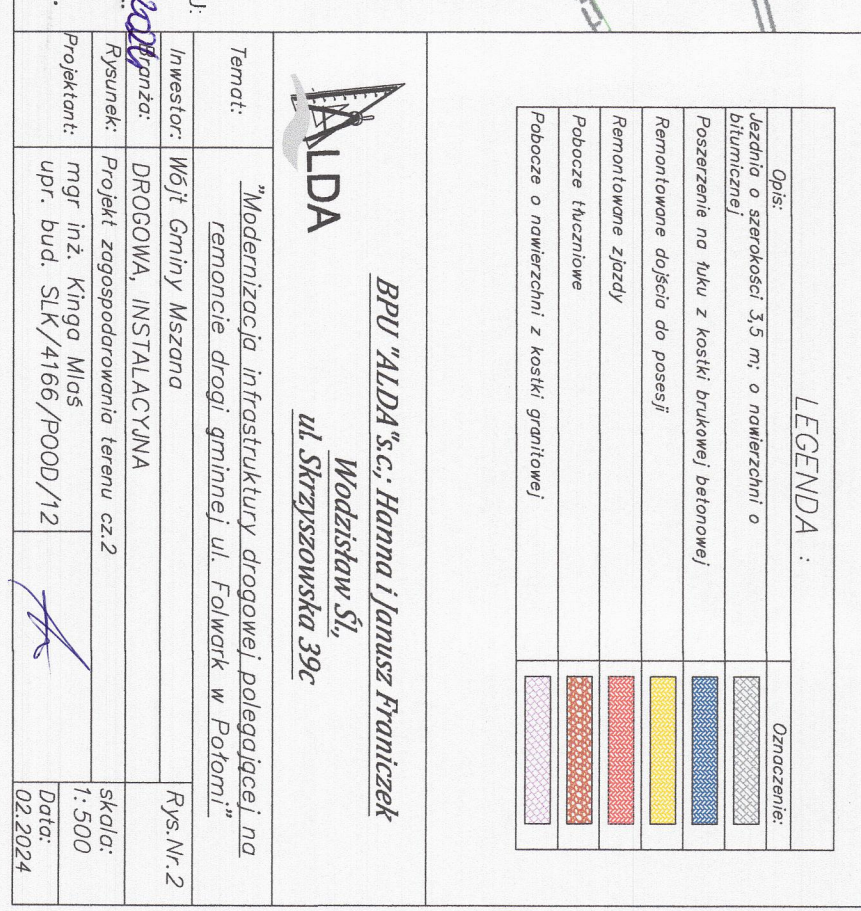 LEGENDA :
Opis: Oznaczenie:
Jezdnia o szerokości 3,5 m; o nawierzchni o
bitumicznej
Poszerzenie na łuku z kostki brukowej betonowej
Remontowane dojścia do posesji
Remontowane zjazdy
Pobocze tłuczniowe
Pobocze o nawierzchni z kostki granitowej
ALDA
BPU "ALDA"s.c.; Hanna i Janusz Franiczek
Wodzisław Śl.,
ul. Skrzyszowska 39c
Temat:
"Modernizacja infrastruktury drogowej polegającej na
remoncie drogi gminnej ul. Folwark w Połomi"
Inwestor: Wójt Gminy Mszana
Rys.Nr.2
Branża: DROGOWA, INSTALACYJNA
Rysunek: Projekt zagospodarowania terenu cz.2
skala:
1:500
Projektant: mgr inż. Kinga Mlaś
upr. bud. SLK/4166/POOD/12
Data:
02.2024